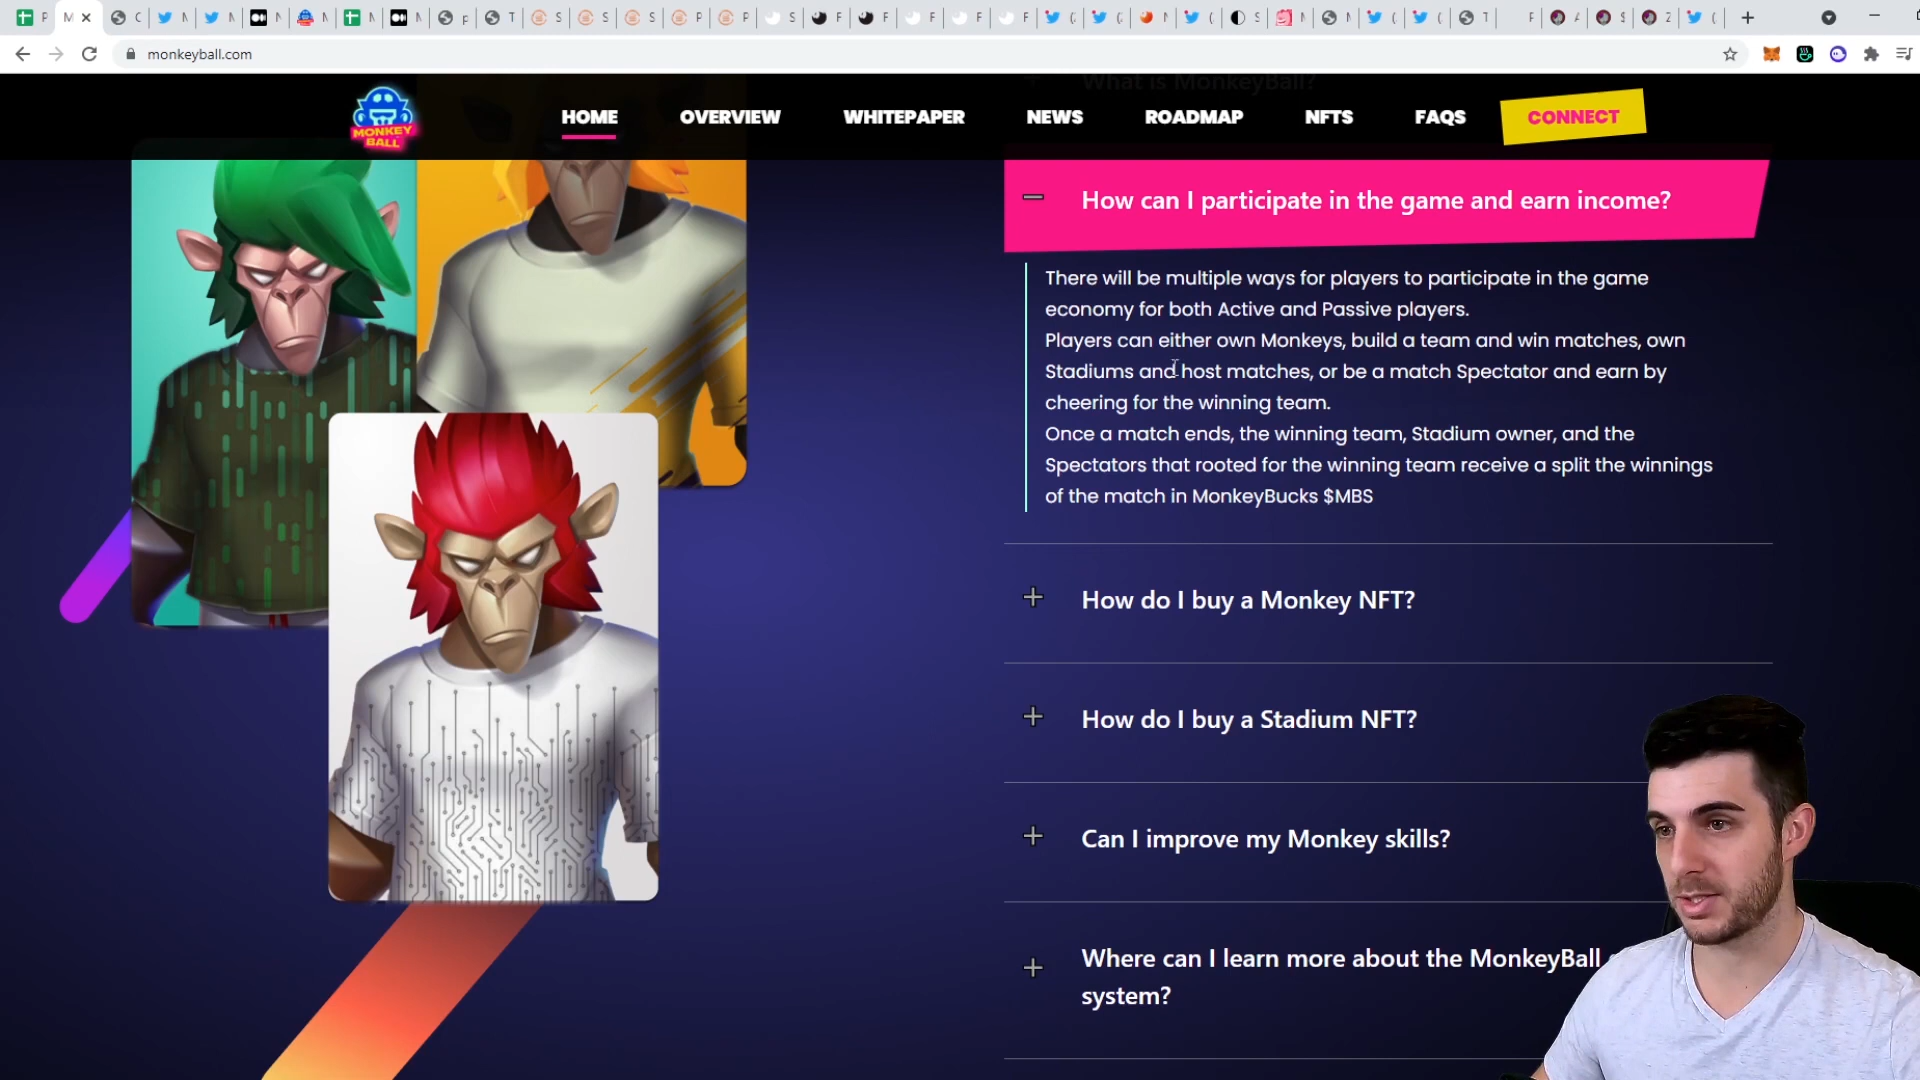 monkeyball.com
MONKEY
BALL
HOME
OVERVIEW
WHITEPAPER
NEWS
ROADMAP
NFTS
FAQS
CONNECT
What is MonkeyBall?
How can I participate in the game and earn income?
There will be multiple ways for players to participate in the game
economy for both Active and Passive players.
Players can either own Monkeys, build a team and win matches, own
Stadiums and host matches, or be a match Spectator and earn by
cheering for the winning team.
Once a match ends, the winning team, Stadium owner, and the
Spectators that rooted for the winning team receive a split the winnings
of the match in MonkeyBucks $MBS
How do I buy a Monkey NFT?
How do I buy a Stadium NFT?
Can I improve my Monkey skills?
Where can I learn more about the MonkeyBall
system?